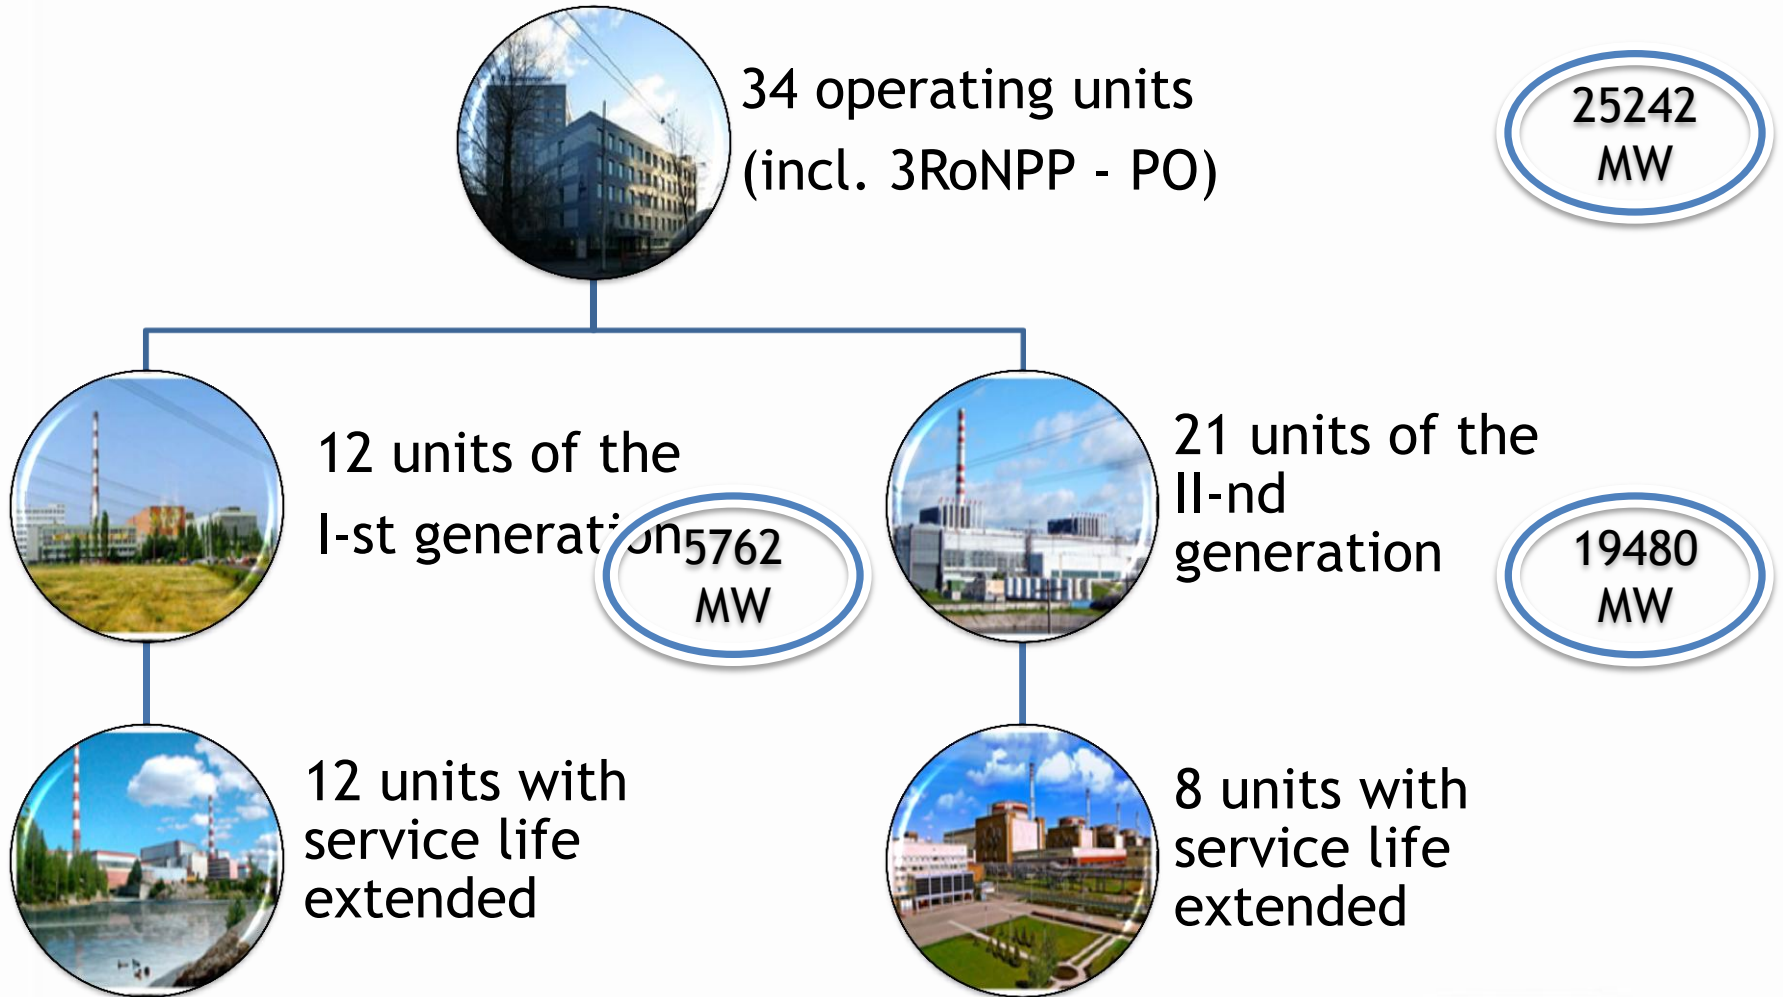 34 operating units
(incl. 3RoNPP - PO)
25242
MW
12 units of the
I-st generation
5762
MW
21 units of the
II-nd
generation
19480
MW
12 units with
service life
extended
8 units with
service life
extended